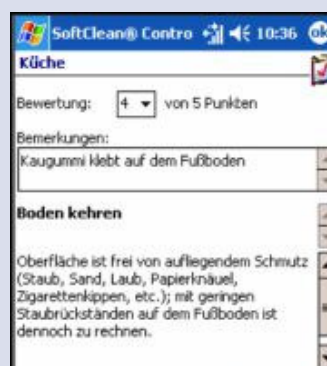 SoftClean® Contro 10:36 ok
Küche
Bewertung: 4 von 5 Punkten
Bemerkungen:
Kaugummi klebt auf dem Fußboden
Boden kehren
Oberfläche ist frei von aufliegendem Schmutz
(Staub, Sand, Laub, Papierknäuel,
Zigarettenkippen, etc.); mit geringen
Staubrückständen auf dem Fußboden ist
dennoch zu rechnen.